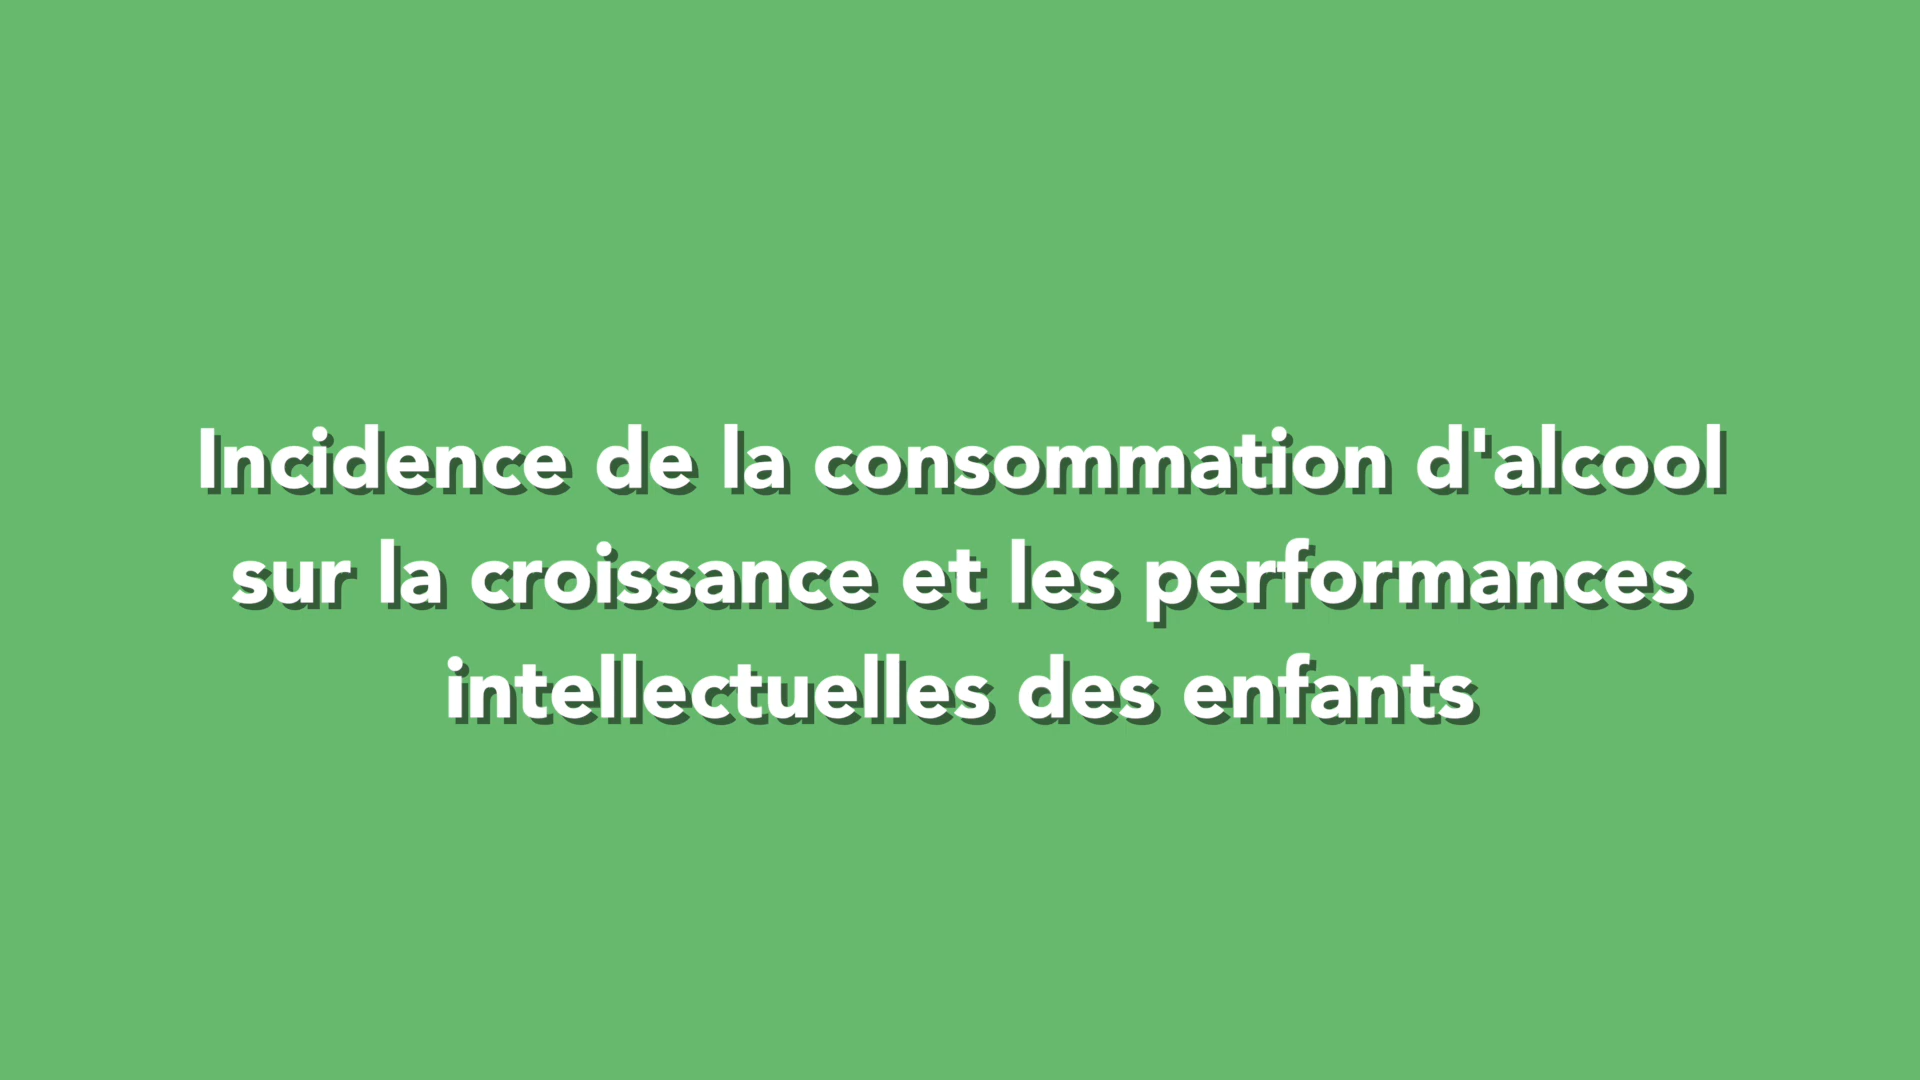 Incidence de la consommation d'alcool
sur la croissance et les performances
intellectuelles des enfants